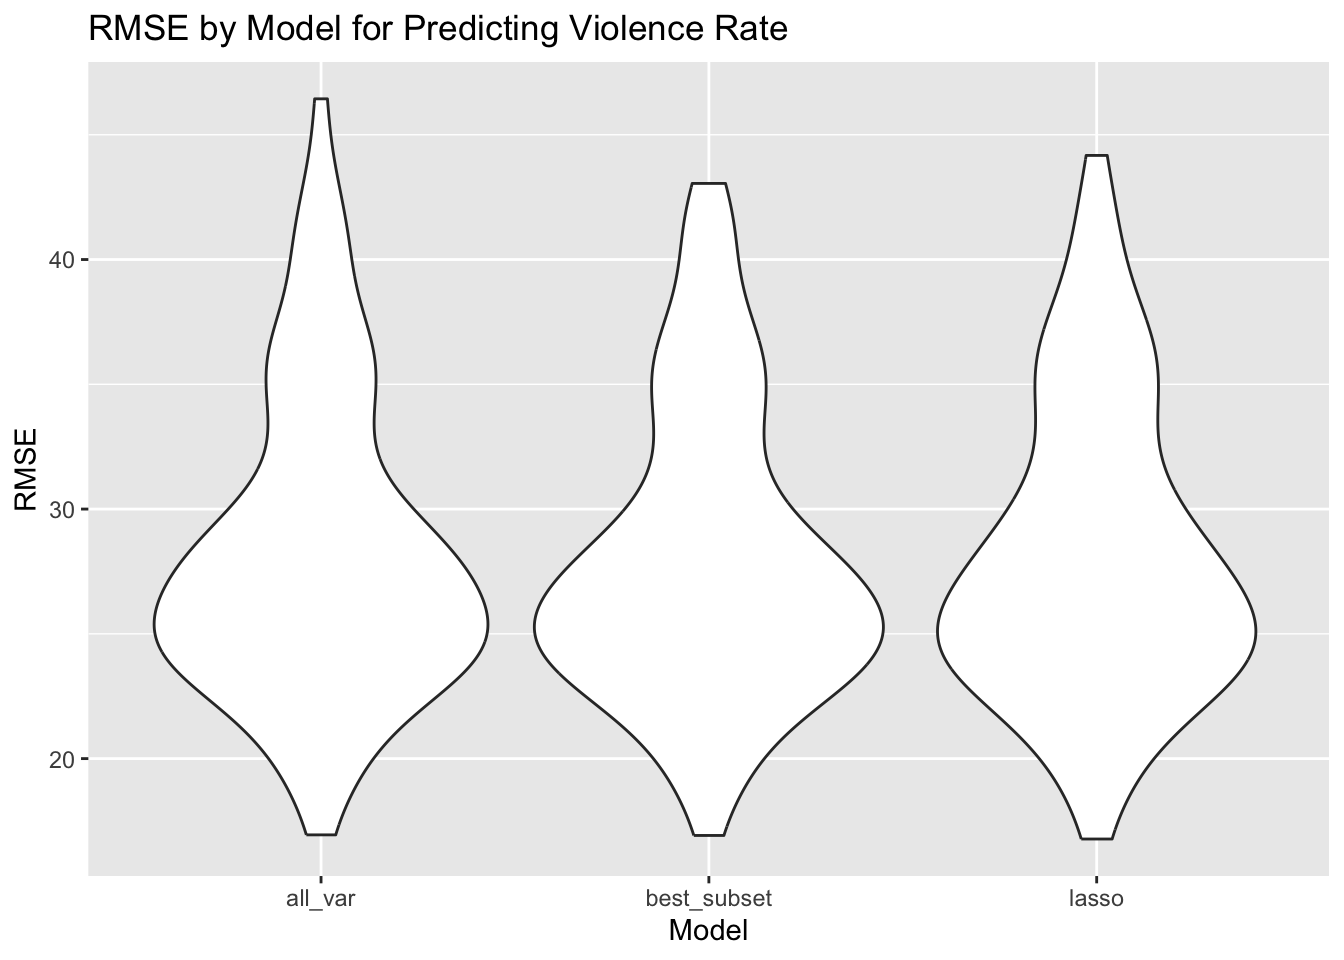 RMSE by Model for Predicting Violence Rate
RMSE
40
30
20
all_var
best_subset
lasso
Model